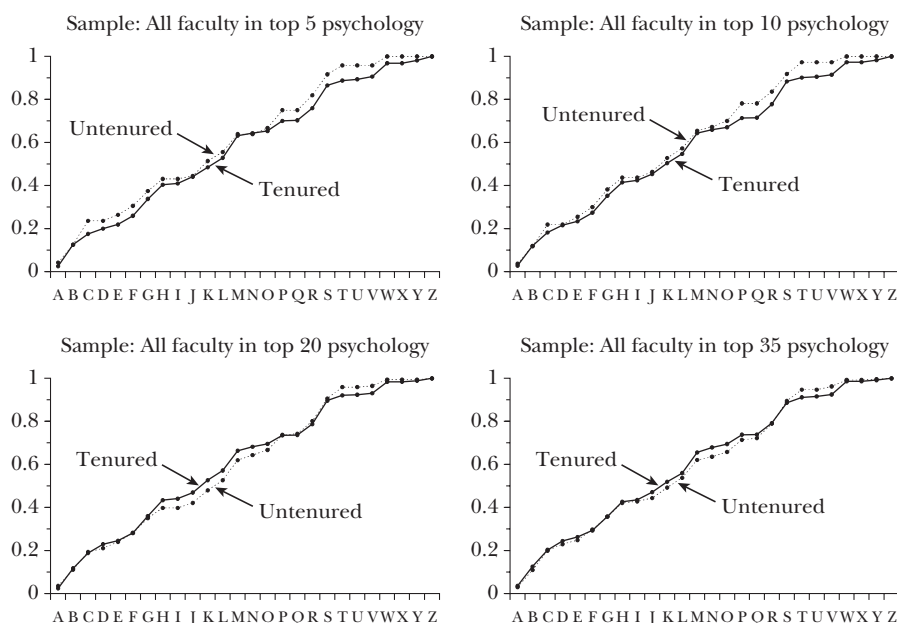 Sample: All faculty in top 5 psychology
1
0.8
0.6
0.4
0.2
0
Untenured
Tenured
A B C D E F G H I J K L M N O P Q R S T U V W X Y Z
Sample: All faculty in top 10 psychology
1
0.8
0.6
0.4
0.2
0
Untenured
Tenured
A B C D E F G H I J K L M N O P Q R S T U V W X Y Z
Sample: All faculty in top 20 psychology
1
0.8
0.6
0.4
0.2
0
Tenured
Untenured
A B C D E F G H I J K L M N O P Q R S T U V W X Y Z
Sample: All faculty in top 35 psychology
1
0.8
0.6
0.4
0.2
0
Tenured
Untenured
A B C D E F G H I J K L M N O P Q R S T U V W X Y Z